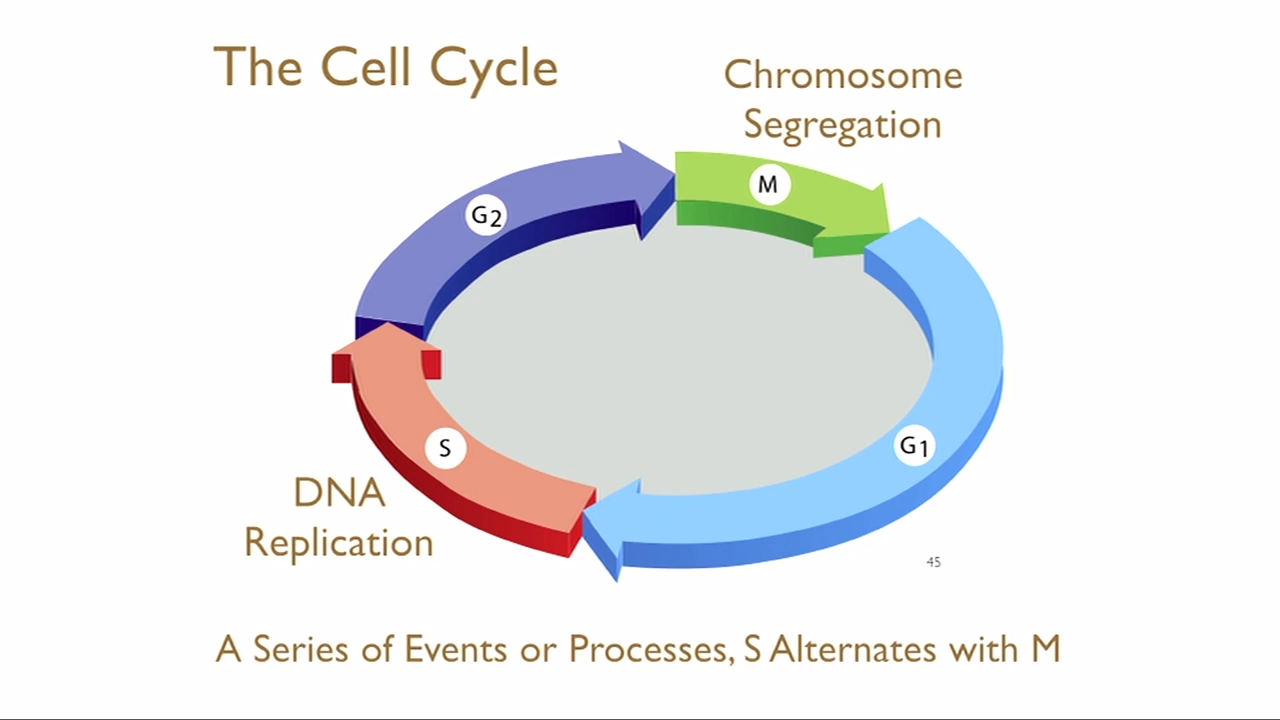 The Cell Cycle
Chromosome
Segregation
M
G2
G1
S
DNA
Replication
45
A Series of Events or Processes, S Alternates with M